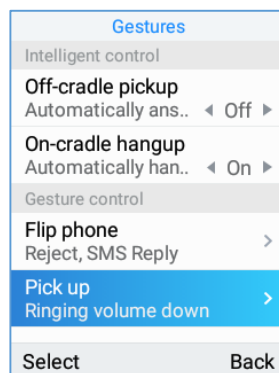 Gestures
Intelligent control
Off-cradle pickup
Automatically ans.. Off
On-cradle hangup
Automatically han.. On
Gesture control
Flip phone
Reject, SMS Reply
Pick up
Ringing volume down
Select Back